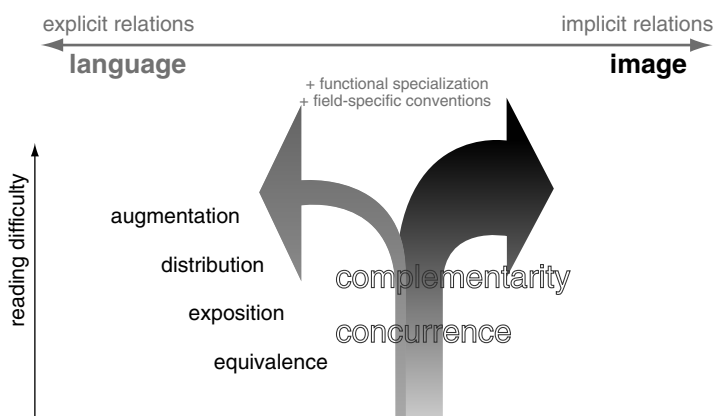 explicit relations
implicit relations
language
image
+ functional specialization
+ field-specific conventions
reading difficulty
augmentation
distribution
complementarity
exposition
concurrence
equivalence